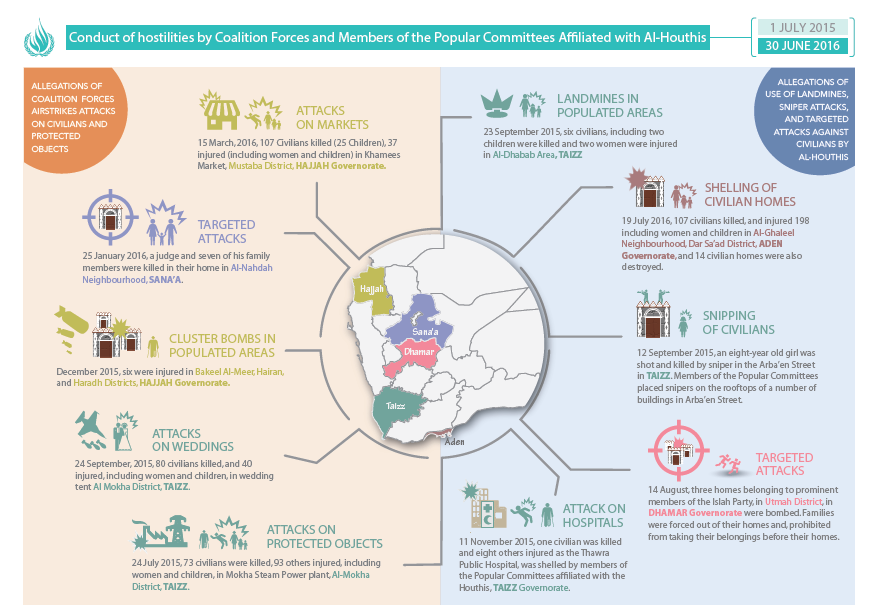 Conduct of hostilities by Coalition Forces and Members of the Popular Committees Affiliated with Al-Houthis
1 JULY 2015
30 JUNE 2016
ALLEGATIONS OF
COALITION FORCES
AIRSTRIKES ATTACKS
ON CIVILIANS AND
PROTECTED
OBJECTS
ATTACKS
ON MARKETS
15 March, 2016, 107 Civilians killed (25 Children), 37
injured (including women and children) in Khamees
Market, Mustaba District, HAJJAH Governorate.
TARGETED
ATTACKS
25 January 2016, a judge and seven of his family
members were killed in their home in Al-Nahdah
Neighbourhood, SANA'A.
CLUSTER BOMBS IN
POPULATED AREAS
December 2015, six were injured in Bakeel Al-Meer, Hairan,
and Haradh Districts, HAJJAH Governorate.
ATTACKS
ON WEDDINGS
24 September, 2015, 80 civilians killed, and 40
injured, including women and children, in wedding
tent Al Mokha District, TAIZZ.
ATTACKS ON
PROTECTED OBJECTS
24 July 2015, 73 civilians were killed, 93 others injured, including
women and children, in Mokha Steam Power plant, Al-Mokha
District, TAIZZ.
Hajjah
Sana'a
Dhamar
Taizz
Aden
ALLEGATIONS OF
USE OF LANDMINES,
SNIPER ATTACKS,
AND TARGETED
ATTACKS AGAINST
CIVILIANS BY
AL-HOUTHIS
LANDMINES IN
POPULATED AREAS
23 September 2015, six civilians, including two
children were killed and two women were injured
in Al-Dhabab Area, TAIZZ
SHELLING OF
CIVILIAN HOMES
19 July 2016, 107 civilians killed, and injured 198
including women and children in Al-Ghaleel
Neighbourhood, Dar Sa'ad District, ADEN
Governorate, and 14 civilian homes were also
destroyed.
SNIPPING
OF CIVILIANS
12 September 2015, an eight-year old girl was
shot and killed by sniper in the Arba'en Street
in TAIZZ. Members of the Popular Committees
placed snipers on the rooftops of a number of
buildings in Arba'en Street.
TARGETED
ATTACKS
14 August, three homes belonging to prominent
members of the Islah Party, in Utmah District, in
DHAMAR Governorate were bombed. Families
were forced out of their homes and, prohibited
from taking their belongings before their homes.
ATTACK ON
HOSPITALS
11 November 2015, one civilian was killed
and eight others injured as the Thawra
Public Hospital, was shelled by members of
the Popular Committees affiliated with the
Houthis, TAIZZ Governorate.